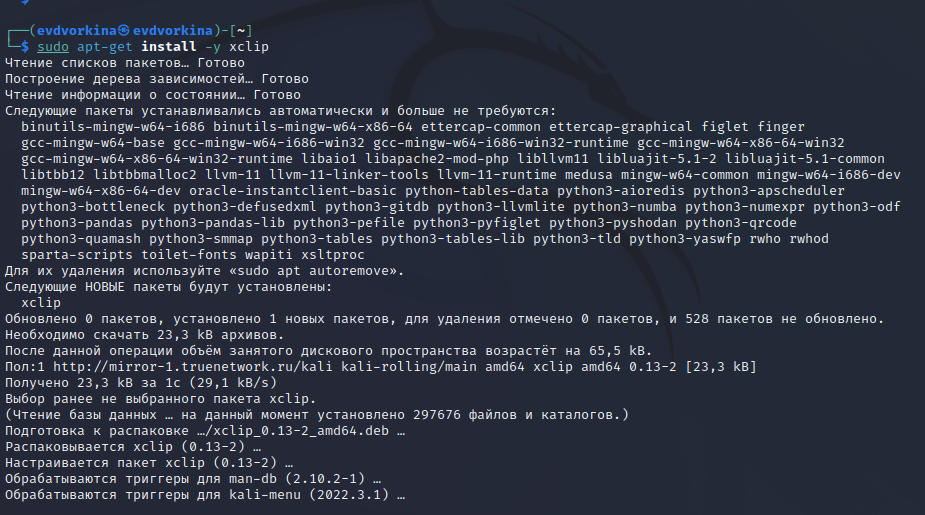 ┌──(evdvorkina㉿evdvorkina)-[~]
└─$ sudo apt-get install -y xclip
Чтение списков пакетов… Готово
Построение дерева зависимостей… Готово
Чтение информации о состоянии… Готово
Следующие пакеты устанавливались автоматически и больше не требуются:
  binutils-mingw-w64-i686 binutils-mingw-w64-x86-64 ettercap-common ettercap-graphical figlet finger
  gcc-mingw-w64-base gcc-mingw-w64-i686-win32 gcc-mingw-w64-i686-win32-runtime gcc-mingw-w64-x86-64-win32
  gcc-mingw-w64-x86-64-win32-runtime libaio1 libapache2-mod-php libllvm11 libluajit-5.1-2 libluajit-5.1-common
  libtbb12 libtbbmalloc2 llvm-11 llvm-11-linker-tools llvm-11-runtime medusa mingw-w64-common mingw-w64-i686-dev
  mingw-w64-x86-64-dev oracle-instantclient-basic python-tables-data python3-aioredis python3-apscheduler
  python3-bottleneck python3-defusedxml python3-gitdb python3-llvmlite python3-numba python3-numexpr python3-odf
  python3-pandas python3-pandas-lib python3-pefile python3-pyfiglet python3-pyshodan python3-qrcode
  python3-quamash python3-smmap python3-tables python3-tables-lib python3-tld python3-yaswfp rwho rwhod
  sparta-scripts toilet-fonts wapiti xsltproc
Для их удаления используйте «sudo apt autoremove».
Следующие НОВЫЕ пакеты будут установлены:
  xclip
Обновлено 0 пакетов, установлено 1 новых пакетов, для удаления отмечено 0 пакетов, и 528 пакетов не обновлено.
Необходимо скачать 23,3 kB архивов.
После данной операции объём занятого дискового пространства возрастёт на 65,5 kB.
Пол:1 http://mirror-1.truenetwork.ru/kali kali-rolling/main amd64 xclip amd64 0.13-2 [23,3 kB]
Получено 23,3 kB за 1с (29,1 kB/s)
Выбор ранее не выбранного пакета xclip.
(Чтение базы данных … на данный момент установлено 297676 файлов и каталогов.)
Подготовка к распаковке …/xclip_0.13-2_amd64.deb …
Распаковывается xclip (0.13-2) …
Настраивается пакет xclip (0.13-2) …
Обрабатываются триггеры для man-db (2.10.2-1) …
Обрабатываются триггеры для kali-menu (2022.3.1) …